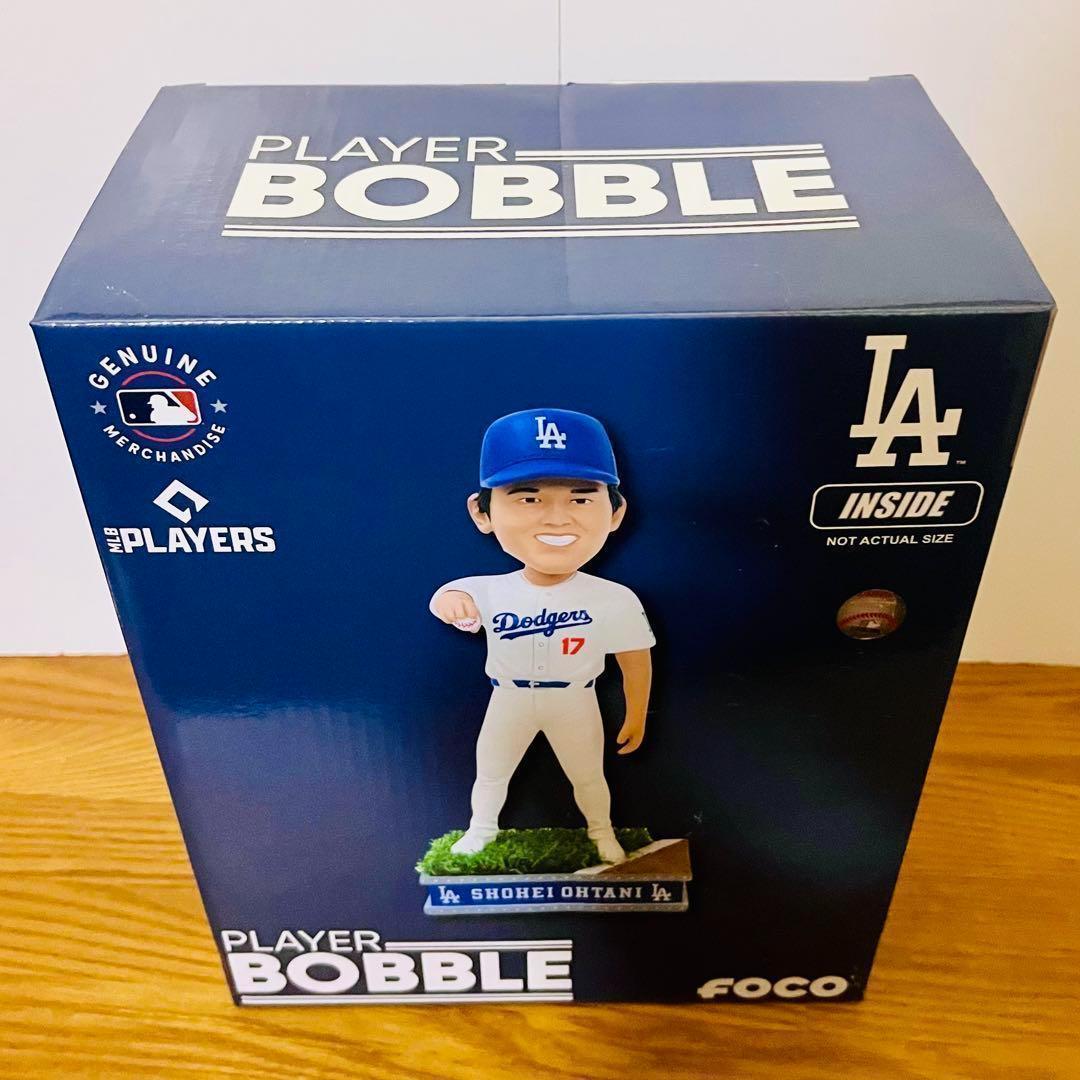 PLAYER
BOBBLE
GENUINE
MERCHANDISE
MLB PLAYERS
LA
™
INSIDE
NOT ACTUAL SIZE
LA
Dodgers
17
LA SHOHEI OHTANI LA
PLAYER
BOBBLE
FOCO